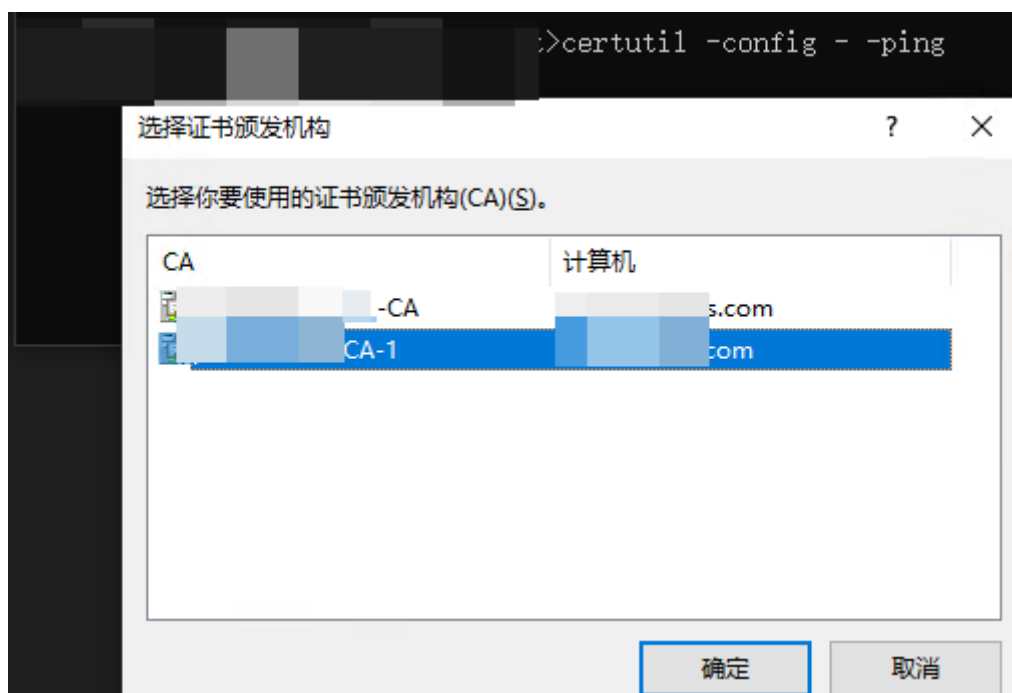 >certutil -config - -ping
选择证书颁发机构
选择你要使用的证书颁发机构(CA)(S)。
CA 计算机
-CA s.com
CA-1 com
确定 取消